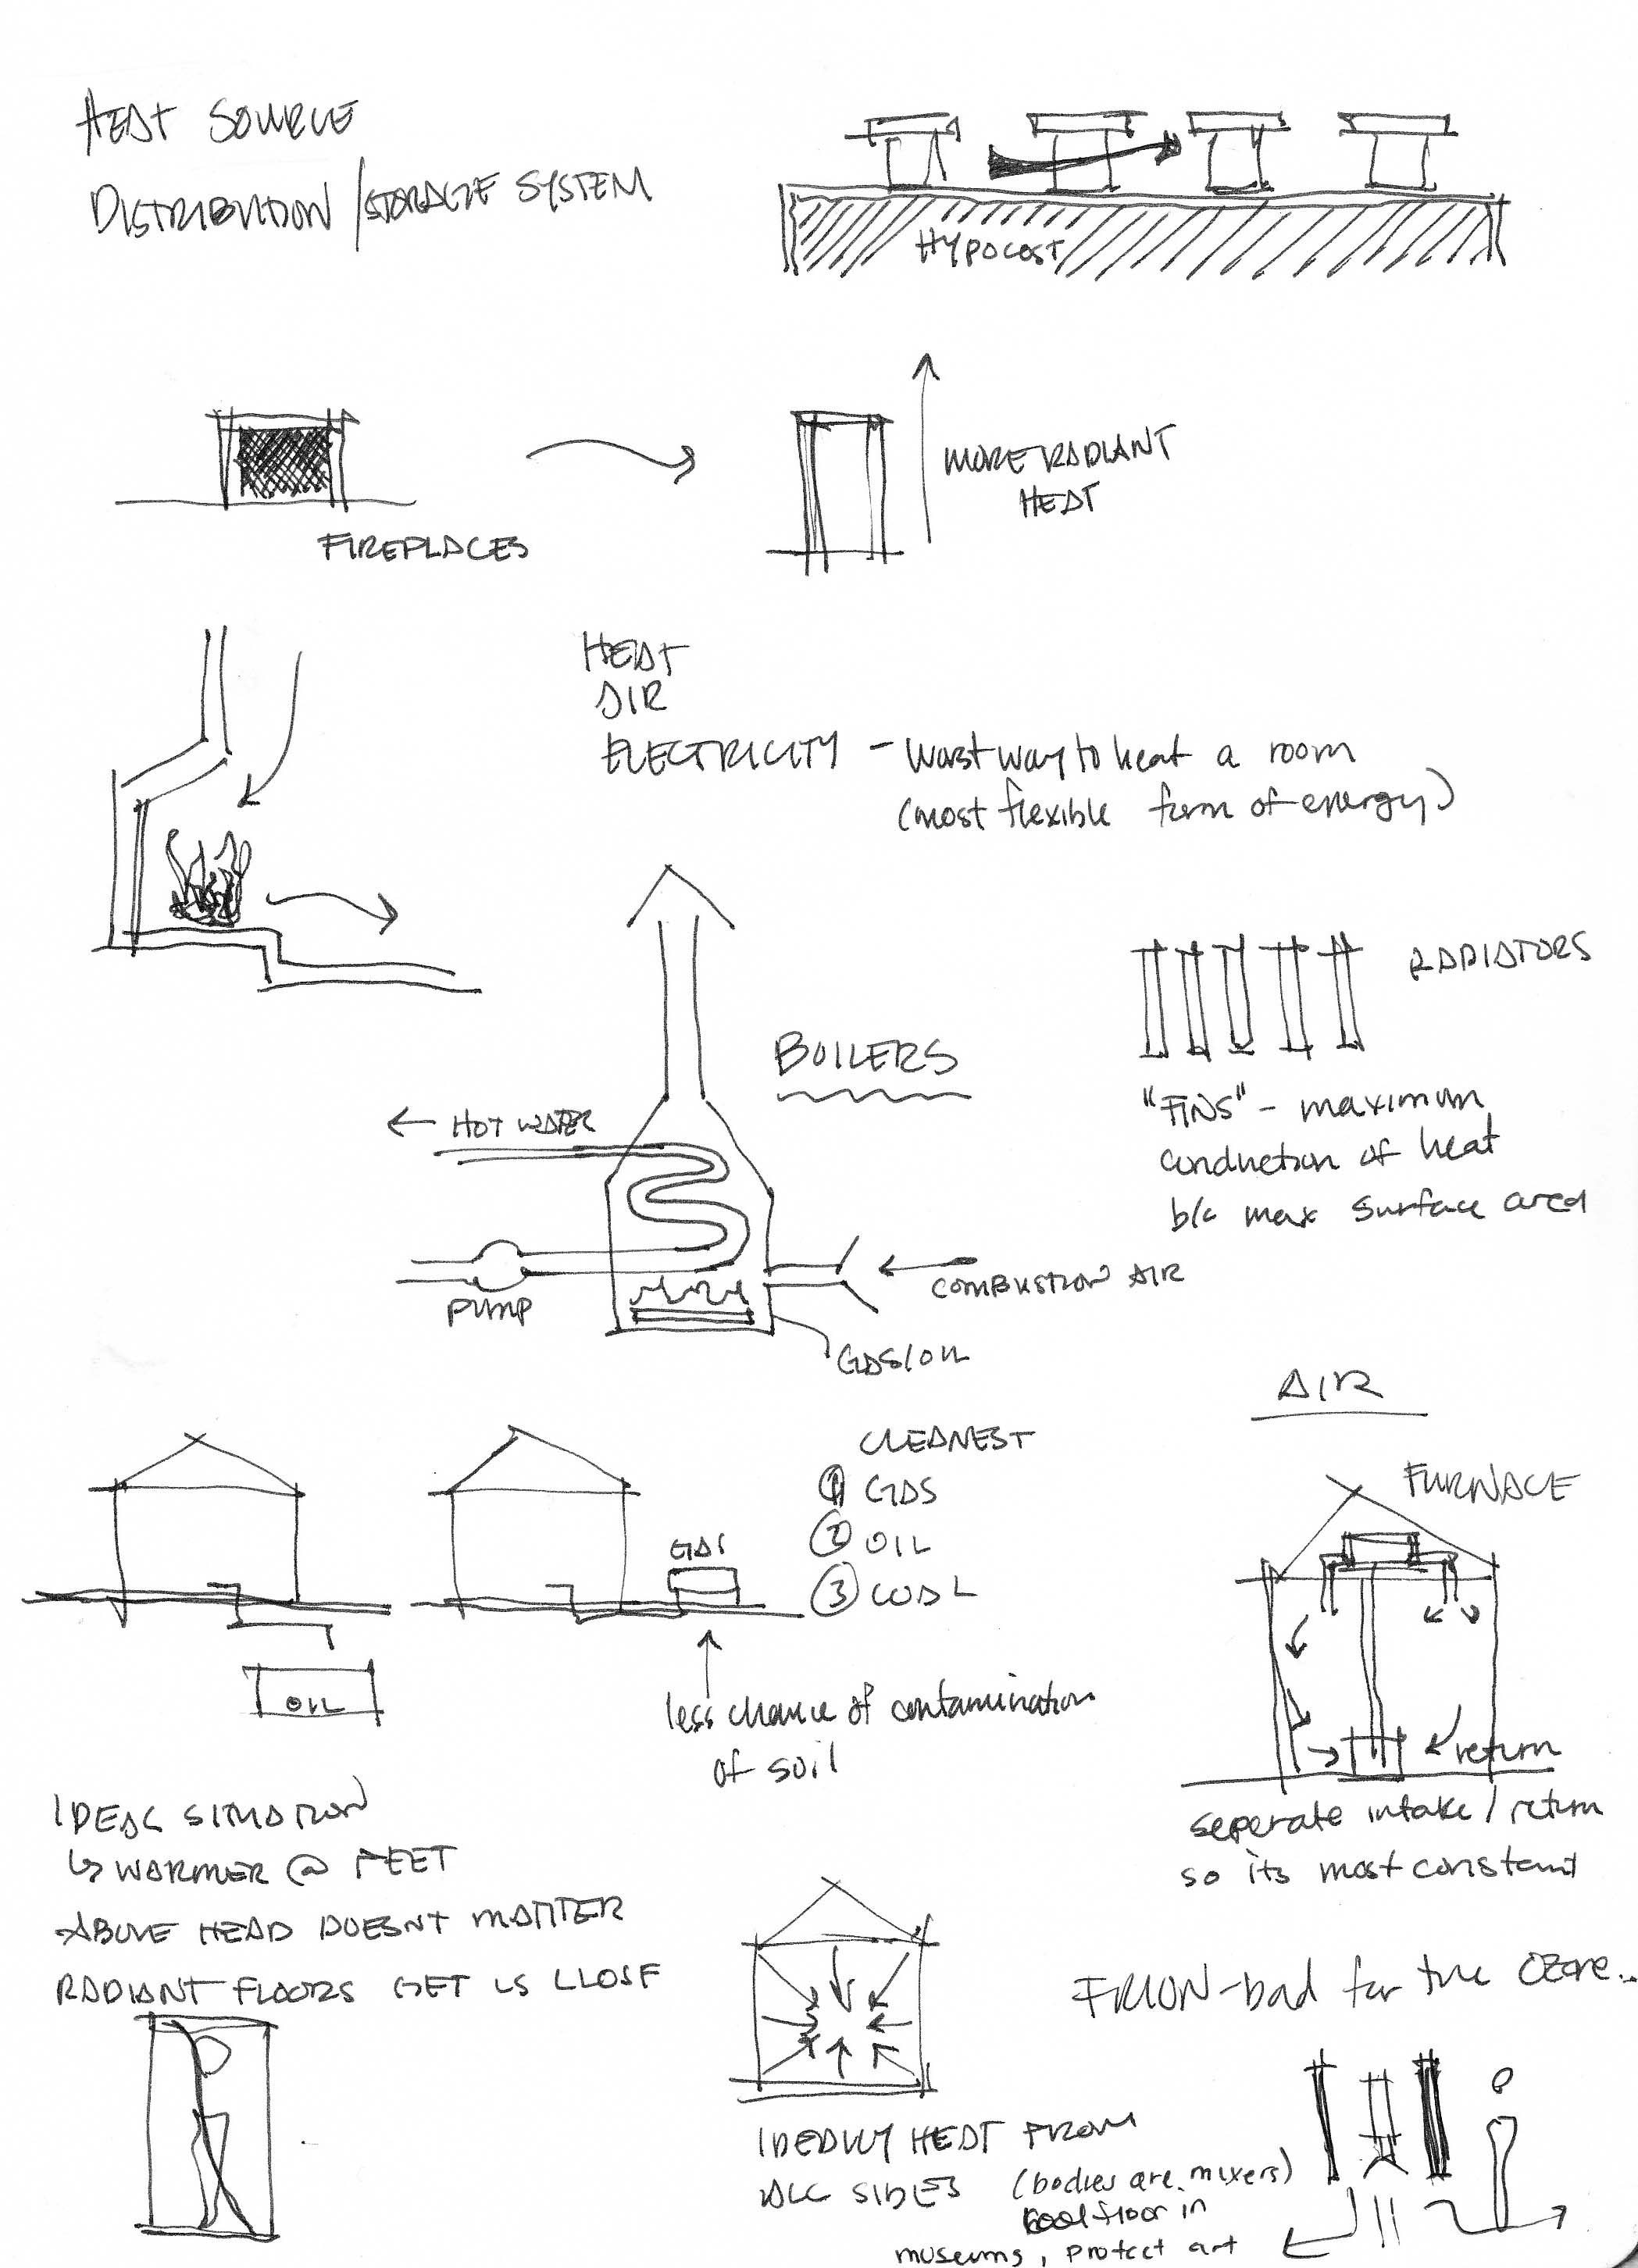 HEAT SOURCE
DISTRIBUTION / STORAGE SYSTEM
HYPOCOST
FIREPLACES
MORE RADIANT
HEAT
HEAT
AIR
ELECTRICITY - worst way to heat a room
(most flexible form of energy)
RADIATORS
"FINS" - maximum
conduction of heat
b/c max surface area
BOILERS
← HOT WATER
PUMP
COMBUSTION AIR
GAS/OIL
CLEANEST
① GAS
② OIL
③ COAL
GAS
OIL
less chance of contamination
of soil
AIR
FURNACE
return
seperate intake / return
so its most constant
IDEAL SITUATION
↳ WARMER @ FEET
ABOVE HEAD DOESNT MATTER
RADIANT FLOORS GET US CLOSE
FREON - bad for the ozone...
IDEALLY HEAT FROM
ALL SIDES (bodies are mixers)
floor in
museums, protect art